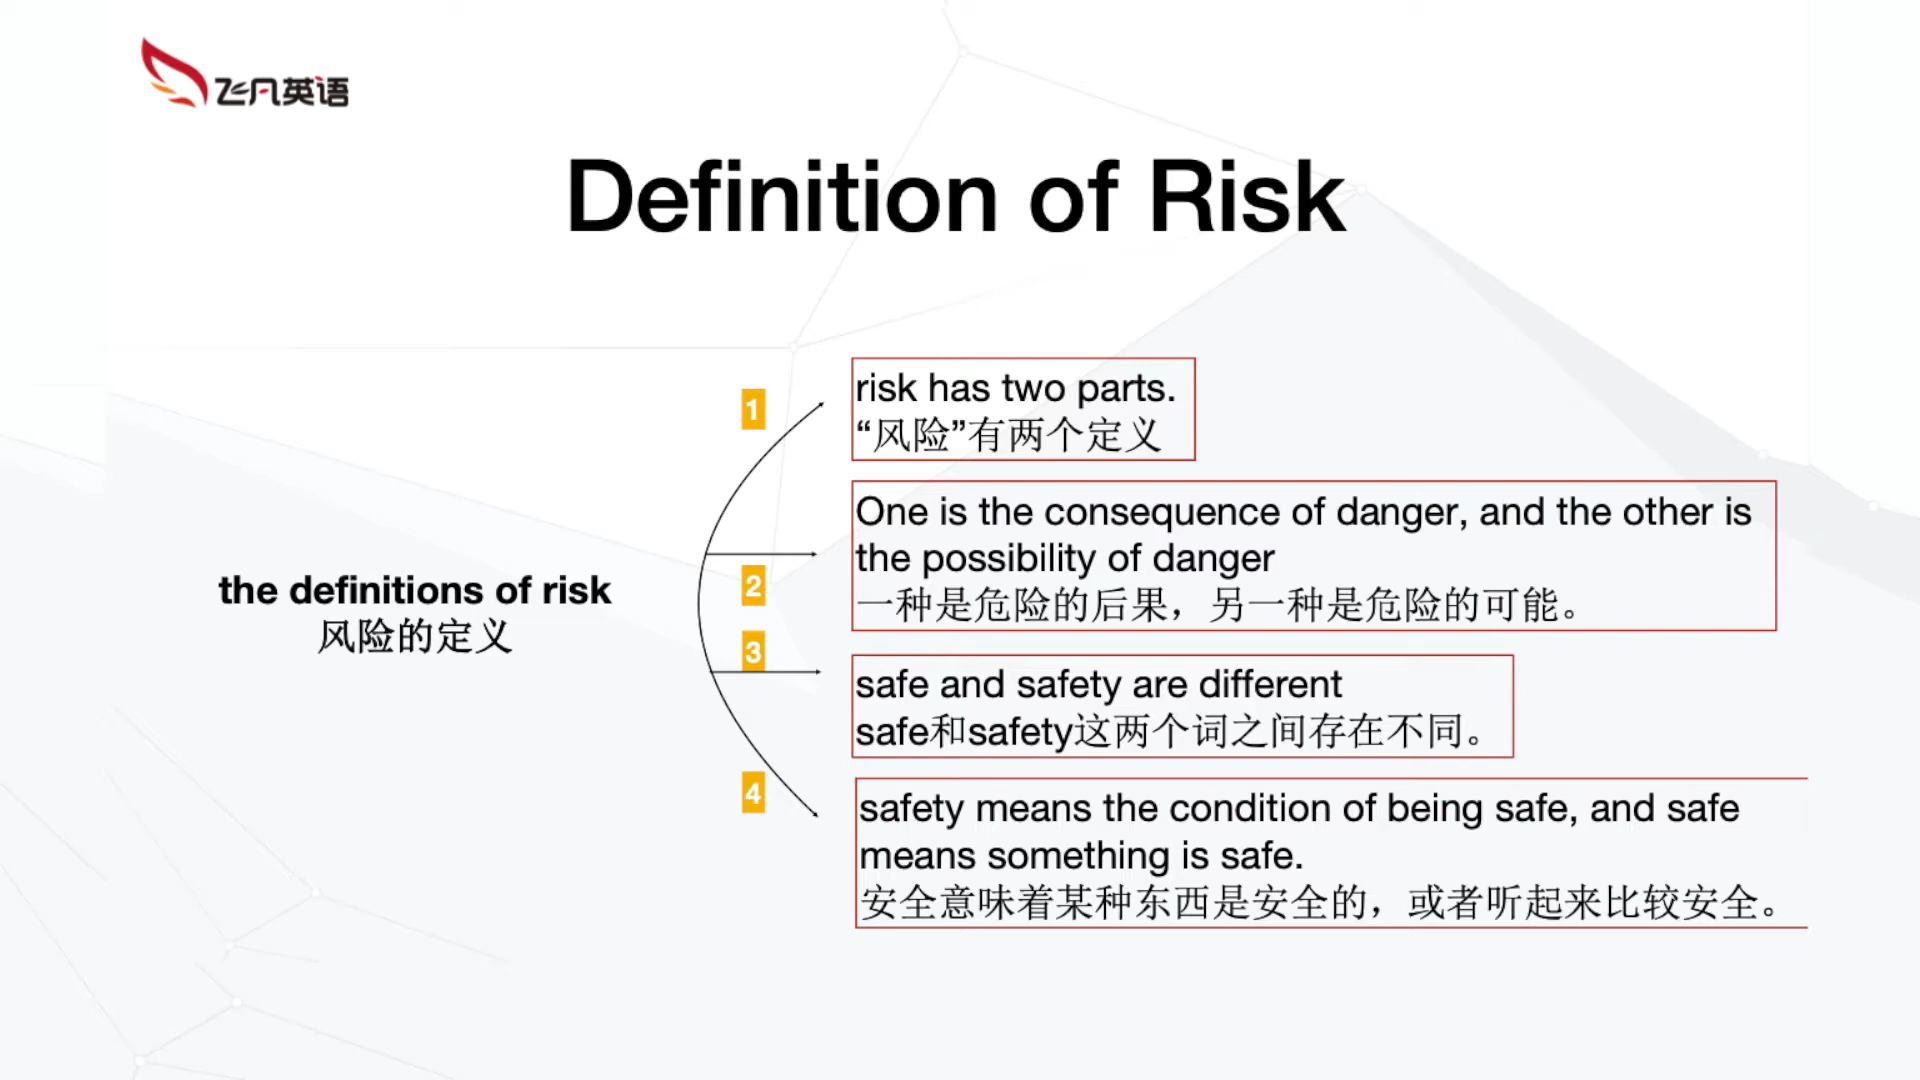 飞凡英语
Definition of Risk
the definitions of risk
风险的定义
1
risk has two parts.
“风险”有两个定义
2
One is the consequence of danger, and the other is
the possibility of danger
一种是危险的后果，另一种是危险的可能。
3
safe and safety are different
safe和safety这两个词之间存在不同。
4
safety means the condition of being safe, and safe
means something is safe.
安全意味着某种东西是安全的，或者听起来比较安全。